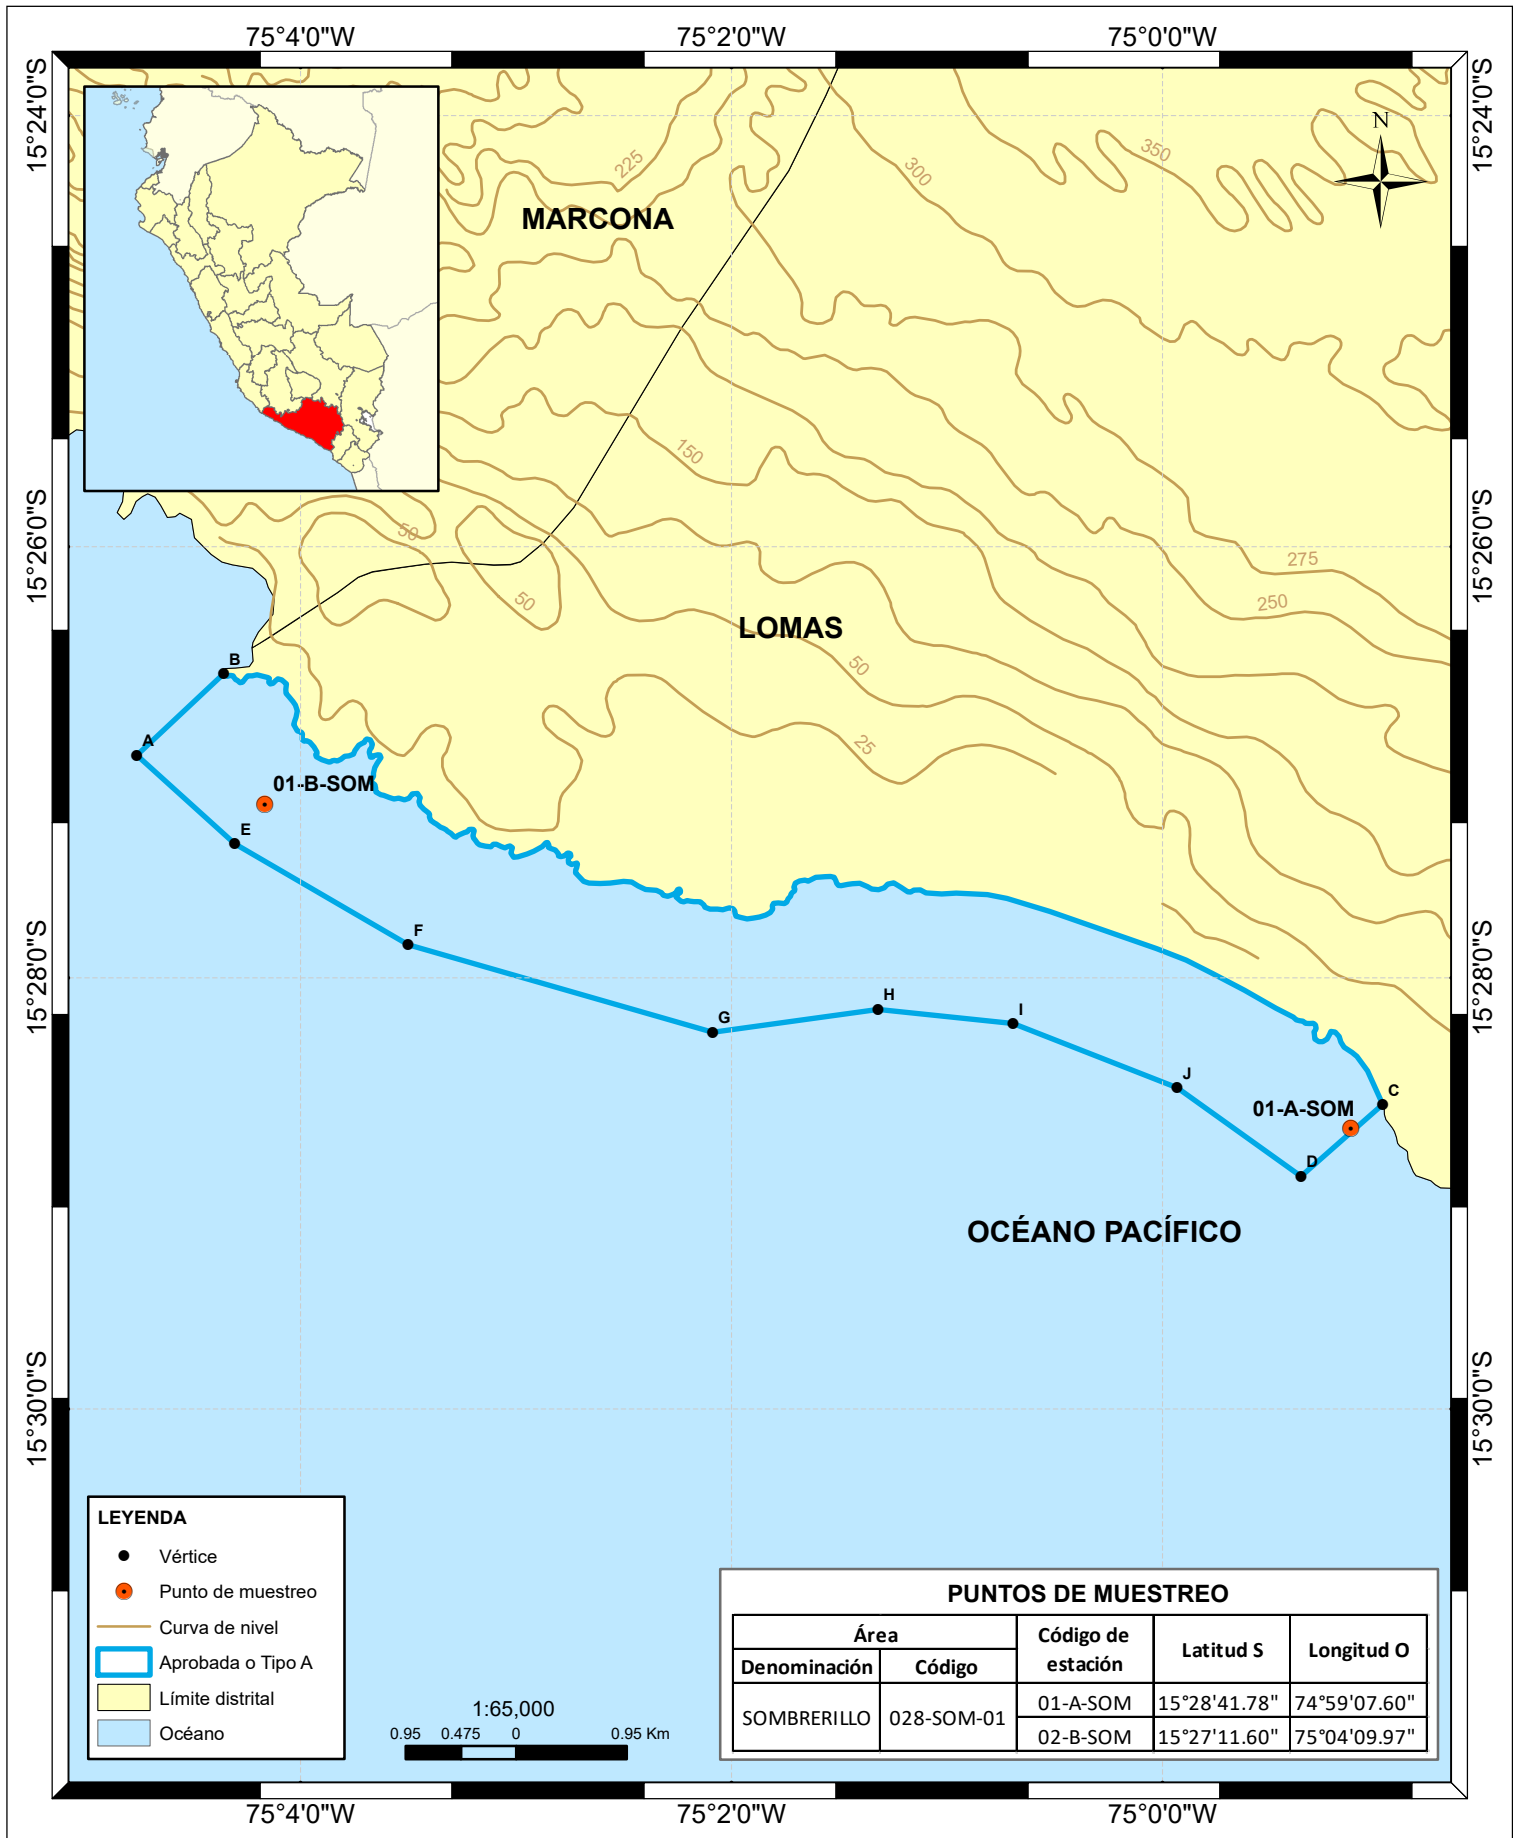 75°4'0"W 75°2'0"W 75°0'0"W
15°24'0"S 15°24'0"S
N
350
225
300
MARCONA
150
15°26'0"S 15°26'0"S
50
275
50
250
LOMAS
50
B
A
25
01-B-SOM
E
F
15°28'0"S 15°28'0"S
H
G
I
J
C
01-A-SOM
D
OCÉANO PACÍFICO
15°30'0"S 15°30'0"S
LEYENDA
Vértice
Punto de muestreo
Curva de nivel
Aprobada o Tipo A
Límite distrital
Océano
1:65,000
0.95 0.475 0 0.95 Km
PUNTOS DE MUESTREO
Área Código de estación Latitud S Longitud O
Denominación Código
SOMBRERILLO 028-SOM-01 01-A-SOM 15°28'41.78" 74°59'07.60"
02-B-SOM 15°27'11.60" 75°04'09.97"
75°4'0"W 75°2'0"W 75°0'0"W